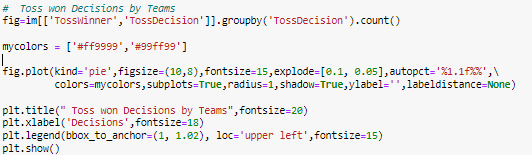 #  Toss won Decisions by Teams
fig=im[['TossWinner','TossDecision']].groupby('TossDecision').count()
mycolors = ['#ff9999','#99ff99']
fig.plot(kind='pie',figsize=(10,8),fontsize=15,explode=[0.1, 0.05],autopct='%1.1f%%',\
        colors=mycolors,subplots=True,radius=1,shadow=True,ylabel='',labeldistance=None)
plt.title(" Toss won Decisions by Teams",fontsize=20)
plt.xlabel('Decisions',fontsize=18)
plt.legend(bbox_to_anchor=(1, 1.02), loc='upper left',fontsize=15)
plt.show()